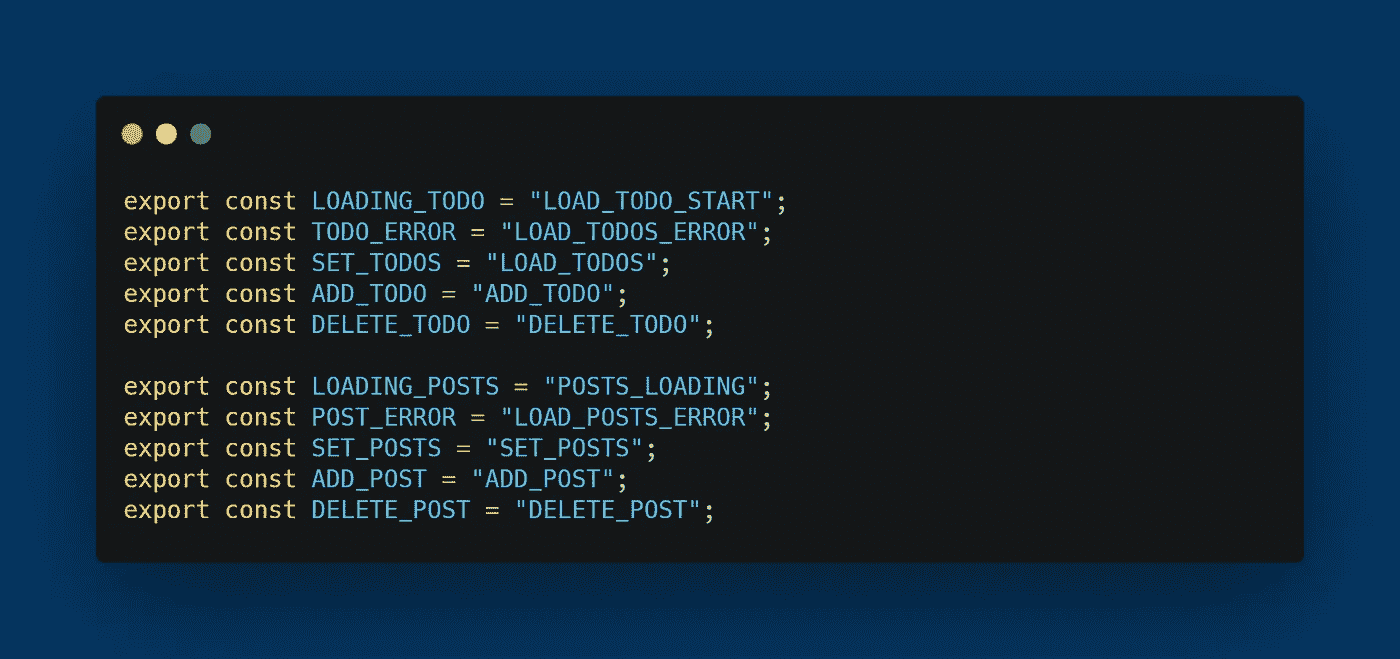 export const LOADING_TODO = "LOAD_TODO_START";
export const TODO_ERROR = "LOAD_TODOS_ERROR";
export const SET_TODOS = "LOAD_TODOS";
export const ADD_TODO = "ADD_TODO";
export const DELETE_TODO = "DELETE_TODO";
export const LOADING_POSTS = "POSTS_LOADING";
export const POST_ERROR = "LOAD_POSTS_ERROR";
export const SET_POSTS = "SET_POSTS";
export const ADD_POST = "ADD_POST";
export const DELETE_POST = "DELETE_POST";